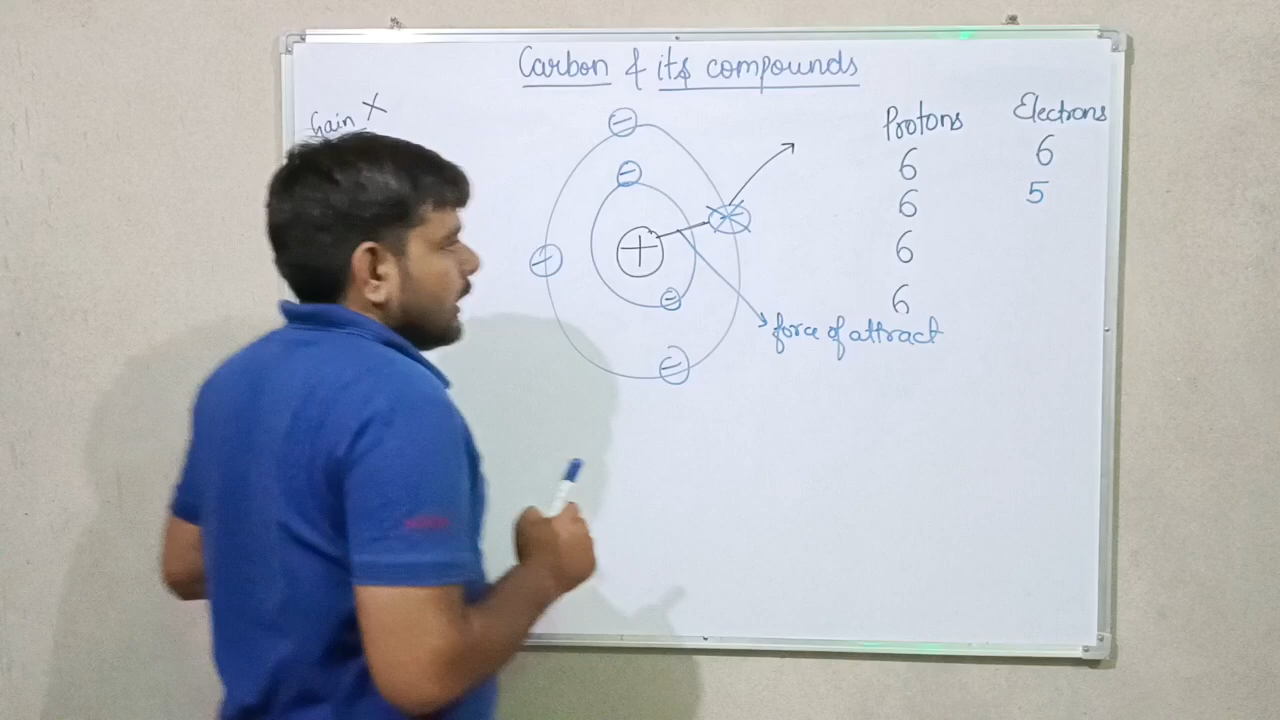 Carbon & its compounds
Gain X
Protons Electrons
6 6
6 5
6
6
force of attract
+
−
−
−
−
−
−